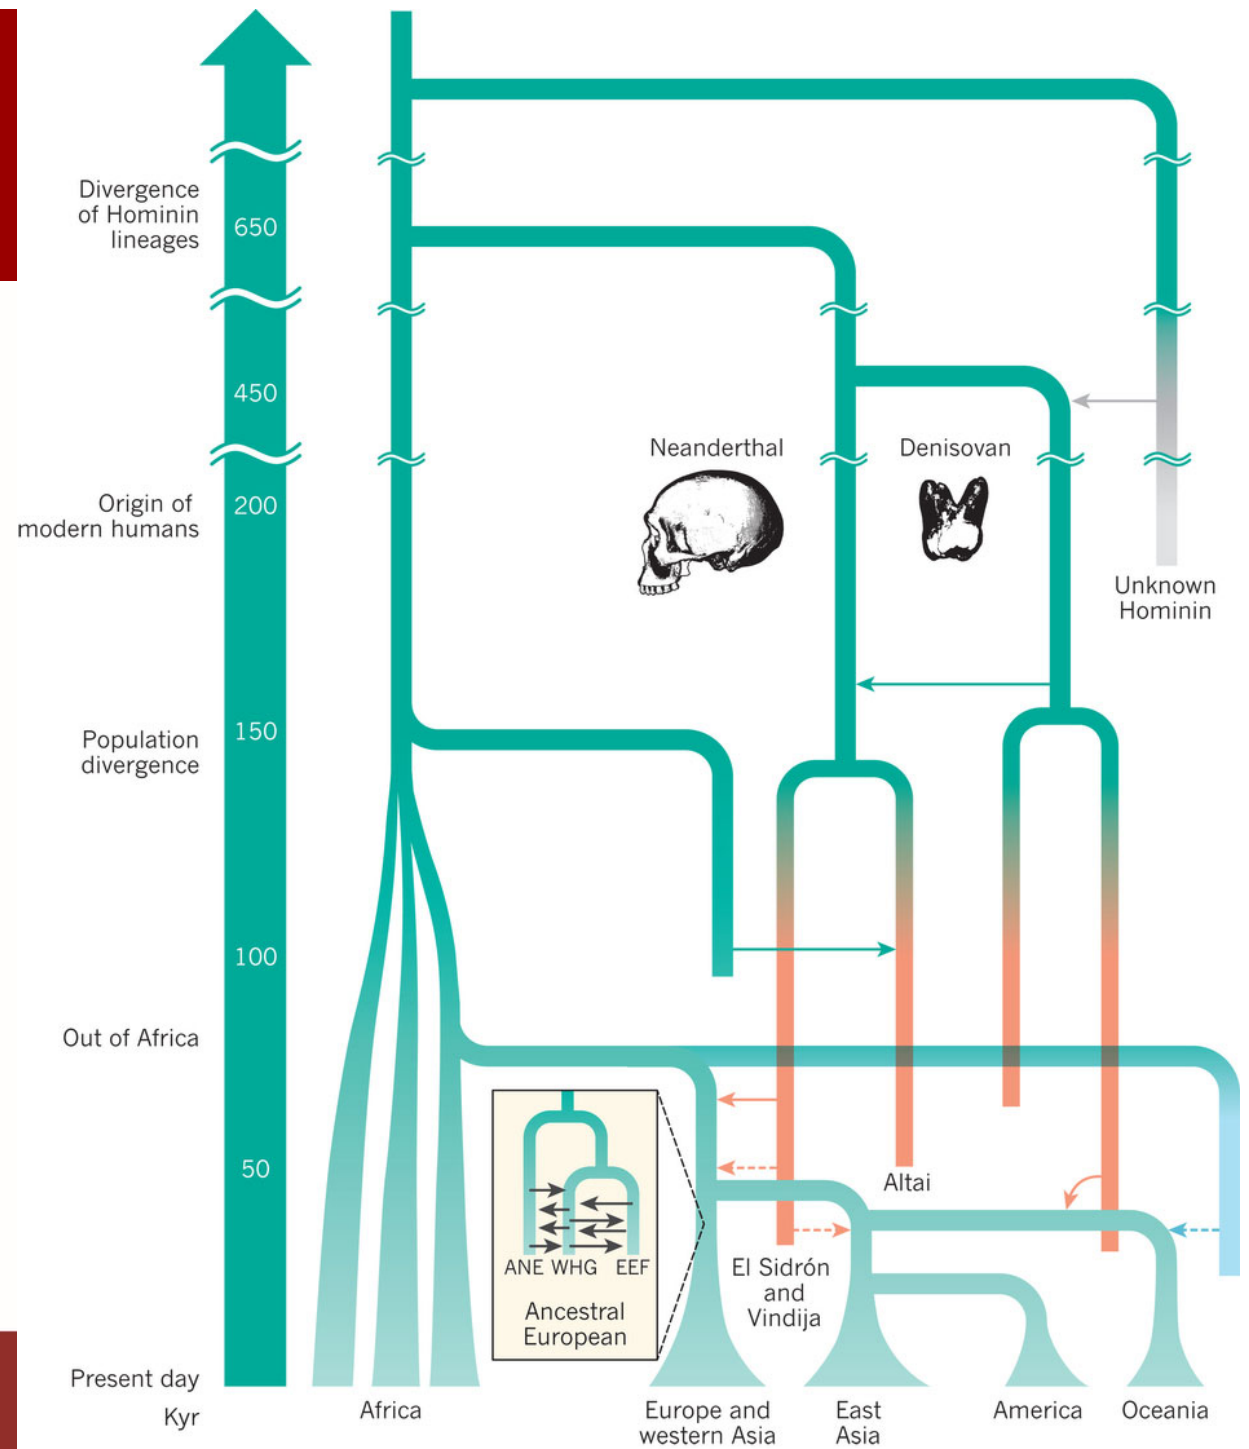 Divergence
of Hominin
lineages
650
450
Neanderthal
Denisovan
Origin of
modern humans
200
Unknown
Hominin
Population
divergence
150
100
Out of Africa
50
Altai
ANE WHG EEF
Ancestral
European
El Sidrón
and
Vindija
Present day
Kyr
Africa
Europe and
western Asia
East
Asia
America
Oceania